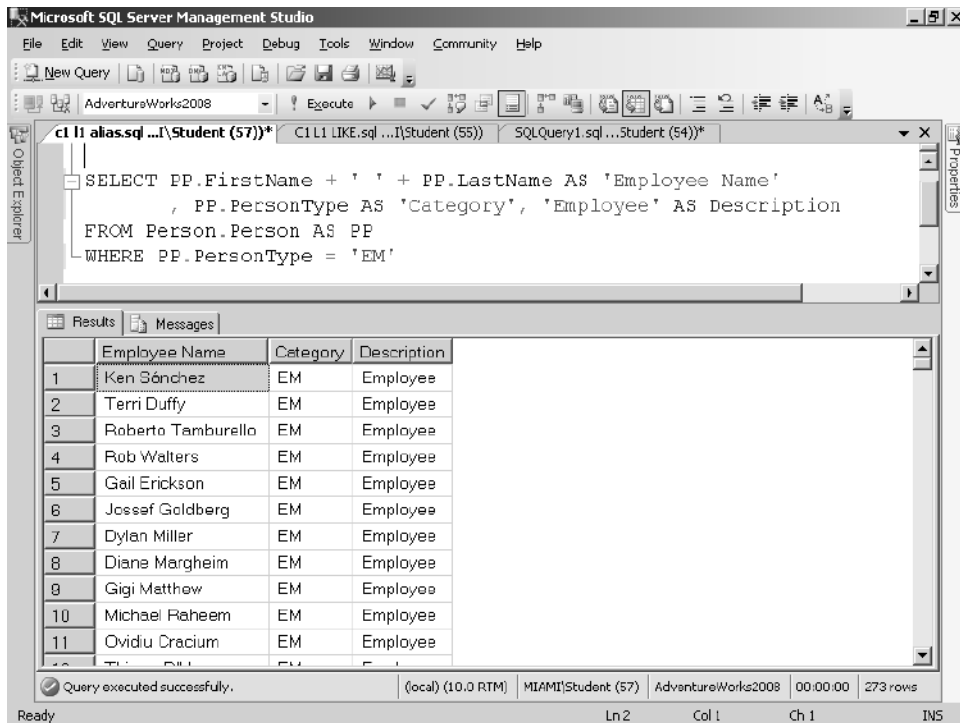 Microsoft SQL Server Management Studio
File Edit View Query Project Debug Tools Window Community Help
New Query
AdventureWorks2008 Execute
c1 l1 alias.sql ...I\Student (57))* C1 L1 LIKE.sql ...I\Student (55)) SQLQuery1.sql ...Student (54))*
Object Explorer
Properties
SELECT PP.FirstName + ' ' + PP.LastName AS 'Employee Name'
, PP.PersonType AS 'Category', 'Employee' AS Description
FROM Person.Person AS PP
WHERE PP.PersonType = 'EM'
Results Messages
Employee Name Category Description
1 Ken Sánchez EM Employee
2 Terri Duffy EM Employee
3 Roberto Tamburello EM Employee
4 Rob Walters EM Employee
5 Gail Erickson EM Employee
6 Jossef Goldberg EM Employee
7 Dylan Miller EM Employee
8 Diane Margheim EM Employee
9 Gigi Matthew EM Employee
10 Michael Raheem EM Employee
11 Ovidiu Cracium EM Employee
Query executed successfully. (local) (10.0 RTM) MIAMI\Student (57) AdventureWorks2008 00:00:00 273 rows
Ready Ln 2 Col 1 Ch 1 INS